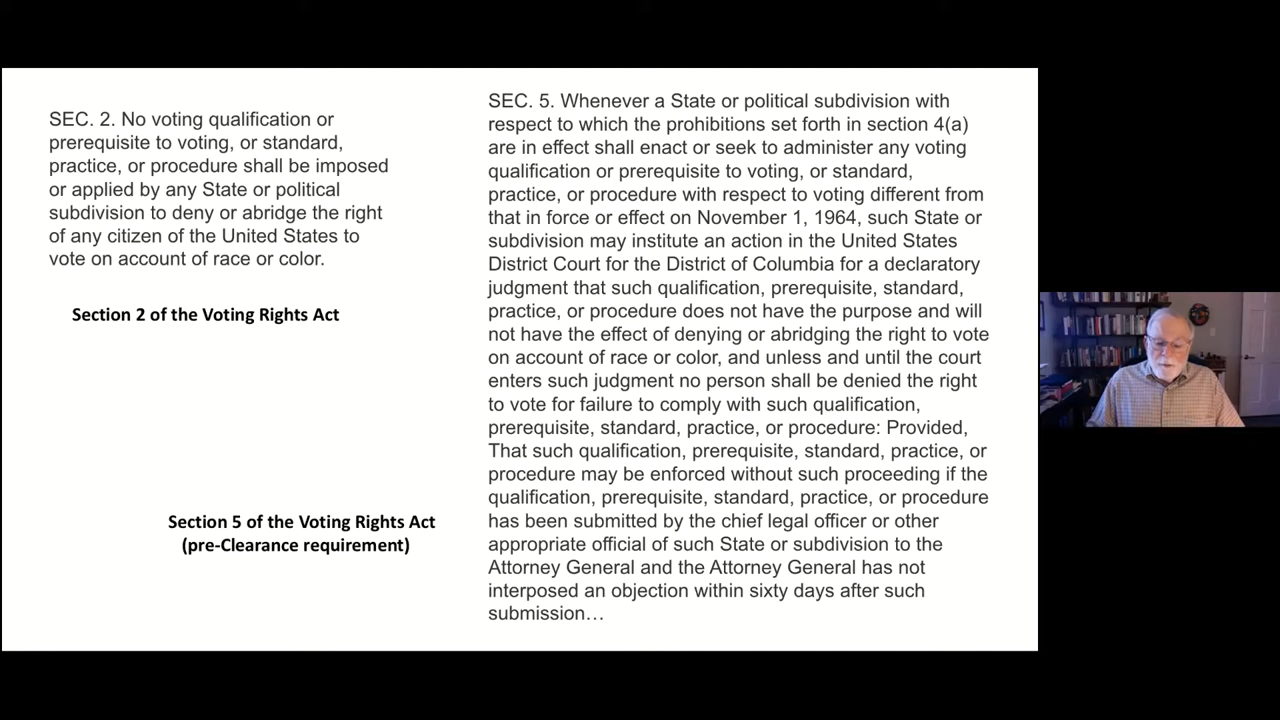 SEC. 2. No voting qualification or
prerequisite to voting, or standard,
practice, or procedure shall be imposed
or applied by any State or political
subdivision to deny or abridge the right
of any citizen of the United States to
vote on account of race or color.
Section 2 of the Voting Rights Act
Section 5 of the Voting Rights Act
(pre-Clearance requirement)
SEC. 5. Whenever a State or political subdivision with
respect to which the prohibitions set forth in section 4(a)
are in effect shall enact or seek to administer any voting
qualification or prerequisite to voting, or standard,
practice, or procedure with respect to voting different from
that in force or effect on November 1, 1964, such State or
subdivision may institute an action in the United States
District Court for the District of Columbia for a declaratory
judgment that such qualification, prerequisite, standard,
practice, or procedure does not have the purpose and will
not have the effect of denying or abridging the right to vote
on account of race or color, and unless and until the court
enters such judgment no person shall be denied the right
to vote for failure to comply with such qualification,
prerequisite, standard, practice, or procedure: Provided,
That such qualification, prerequisite, standard, practice, or
procedure may be enforced without such proceeding if the
qualification, prerequisite, standard, practice, or procedure
has been submitted by the chief legal officer or other
appropriate official of such State or subdivision to the
Attorney General and the Attorney General has not
interposed an objection within sixty days after such
submission…